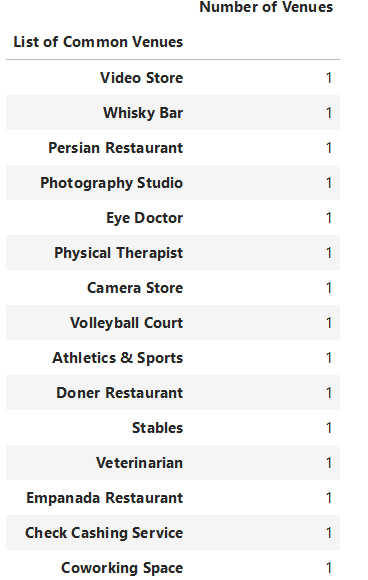 Number of Venues
List of Common Venues
Video Store 1
Whisky Bar 1
Persian Restaurant 1
Photography Studio 1
Eye Doctor 1
Physical Therapist 1
Camera Store 1
Volleyball Court 1
Athletics & Sports 1
Doner Restaurant 1
Stables 1
Veterinarian 1
Empanada Restaurant 1
Check Cashing Service 1
Coworking Space 1